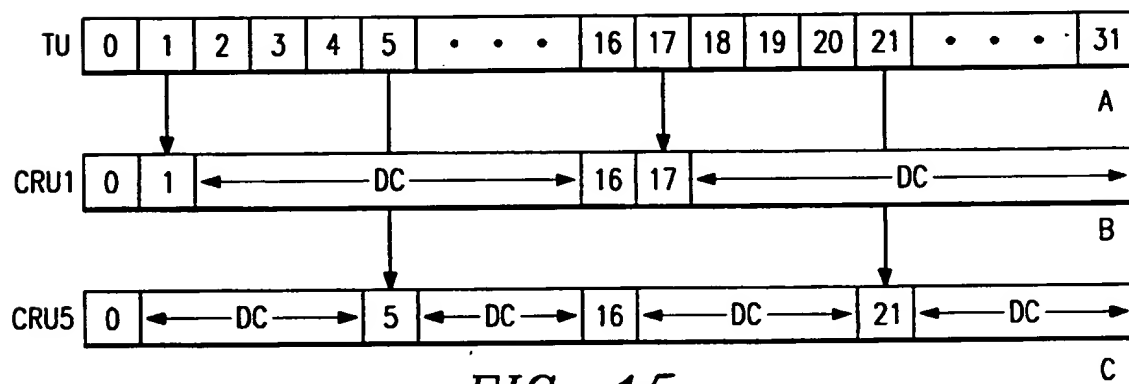 TU 0 1 2 3 4 5 • • • 16 17 18 19 20 21 • • • 31
A
CRU1 0 1 DC 16 17 DC
B
CRU5 0 DC 5 DC 16 DC 21 DC
C